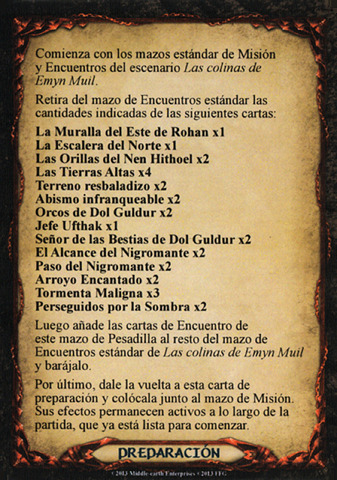 Comienza con los mazos estándar de Misión
y Encuentros del escenario Las colinas de
Emyn Muil.
Retira del mazo de Encuentros estándar las
cantidades indicadas de las siguientes cartas:
La Muralla del Este de Rohan x1
La Escalera del Norte x1
Las Orillas del Nen Hithoel x2
Las Tierras Altas x4
Terreno resbaladizo x2
Abismo infranqueable x2
Orcos de Dol Guldur x2
Jefe Ufthak x1
Señor de las Bestias de Dol Guldur x2
El Alcance del Nigromante x2
Paso del Nigromante x2
Arroyo Encantado x2
Tormenta Maligna x3
Perseguidos por la Sombra x2
Luego añade las cartas de Encuentro de
este mazo de Pesadilla al resto del mazo de
Encuentros estándar de Las colinas de Emyn Muil
y barájalo.
Por último, dale la vuelta a esta carta de
preparación y colócala junto al mazo de Misión.
Sus efectos permanecen activos a lo largo de la
partida, que ya está lista para comenzar.
PREPARACIÓN
©2013 Middle-earth Enterprises ©2013 FFG